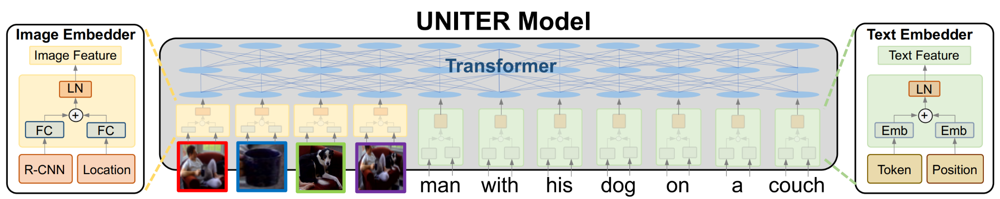 UNITER Model
Image Embedder
Image Feature
LN
+
FC FC
R-CNN Location
Transformer
man with his dog on a couch
Text Embedder
Text Feature
LN
+
Emb Emb
Token Position